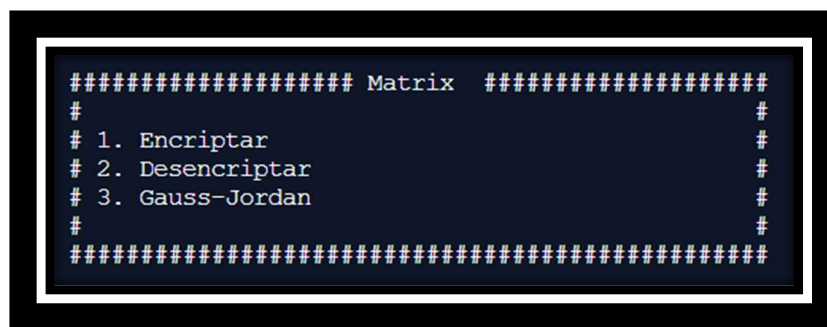 #################### Matrix ####################
# #
# 1. Encriptar #
# 2. Desencriptar #
# 3. Gauss-Jordan #
# #
#################################################